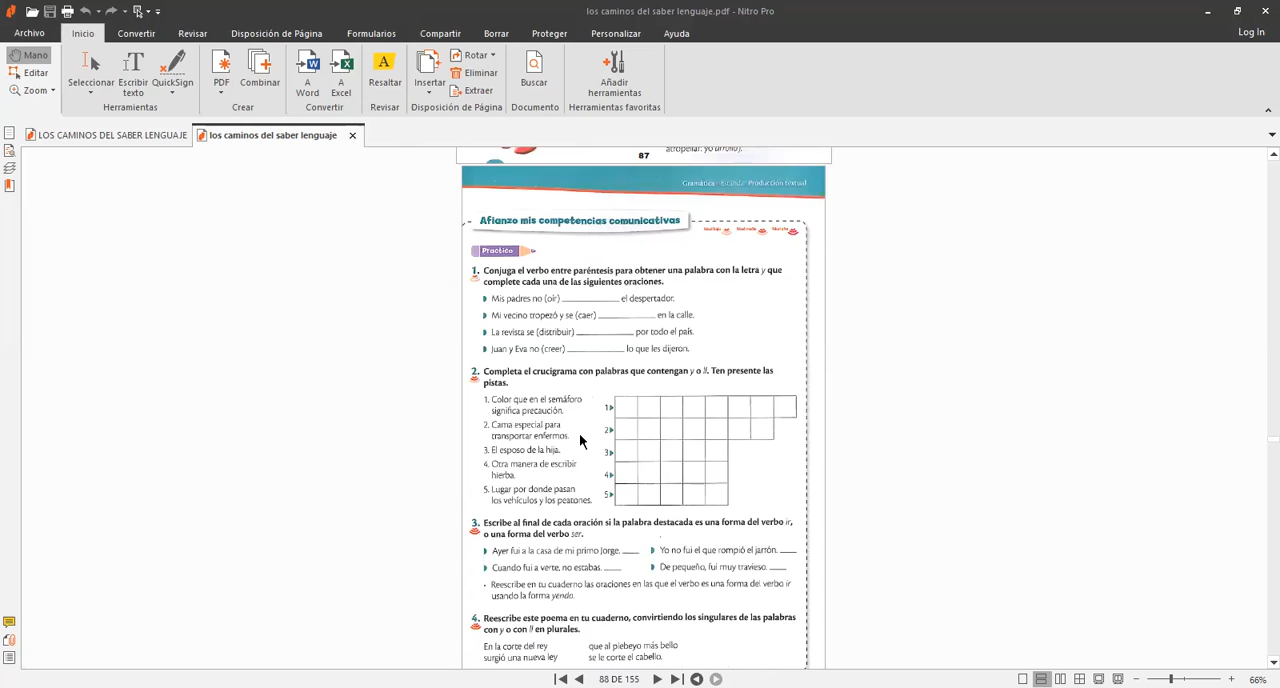 los caminos del saber lenguaje.pdf - Nitro Pro
Archivo Inicio Convertir Revisar Disposición de Página Formularios Compartir Borrar Proteger Personalizar Ayuda Log In
Mano
Editar
Zoom
Seleccionar
Escribir texto
QuickSign
Herramientas
PDF
Combinar
Crear
A Word
A Excel
Convertir
Resaltar
Revisar
Insertar
Rotar
Eliminar
Extraer
Disposición de Página
Buscar
Documento
Añadir herramientas
Herramientas favoritas
LOS CAMINOS DEL SABER LENGUAJE
los caminos del saber lenguaje
atropellar: yo arrollo).
87
Gramática - Escucha Producción textual
Afianzo mis competencias comunicativas
Practico
1. Conjuga el verbo entre paréntesis para obtener una palabra con la letra y que
complete cada una de las siguientes oraciones.
Mis padres no (oír) ____________ el despertador.
Mi vecino tropezó y se (caer) ____________ en la calle.
La revista se (distribuir) ____________ por todo el país.
Juan y Eva no (creer) ____________ lo que les dijeron.
2. Completa el crucigrama con palabras que contengan y o ll. Ten presente las
pistas.
1. Color que en el semáforo
significa precaución.
2. Cama especial para
transportar enfermos.
3. El esposo de la hija.
4. Otra manera de escribir
hierba.
5. Lugar por donde pasan
los vehículos y los peatones.
1
2
3
4
5
3. Escribe al final de cada oración si la palabra destacada es una forma del verbo ir,
o una forma del verbo ser.
Ayer fui a la casa de mi primo Jorge. ____
Yo no fui el que rompió el jarrón. ____
Cuando fui a verte, no estabas. ____
De pequeño, fui muy travieso. ____
• Reescribe en tu cuaderno las oraciones en las que el verbo es una forma del verbo ir
usando la forma yendo.
4. Reescribe este poema en tu cuaderno, convirtiendo los singulares de las palabras
con y o con ll en plurales.
En la corte del rey
surgió una nueva ley
que al plebeyo más bello
se le corte el cabello.
88 DE 155
66%